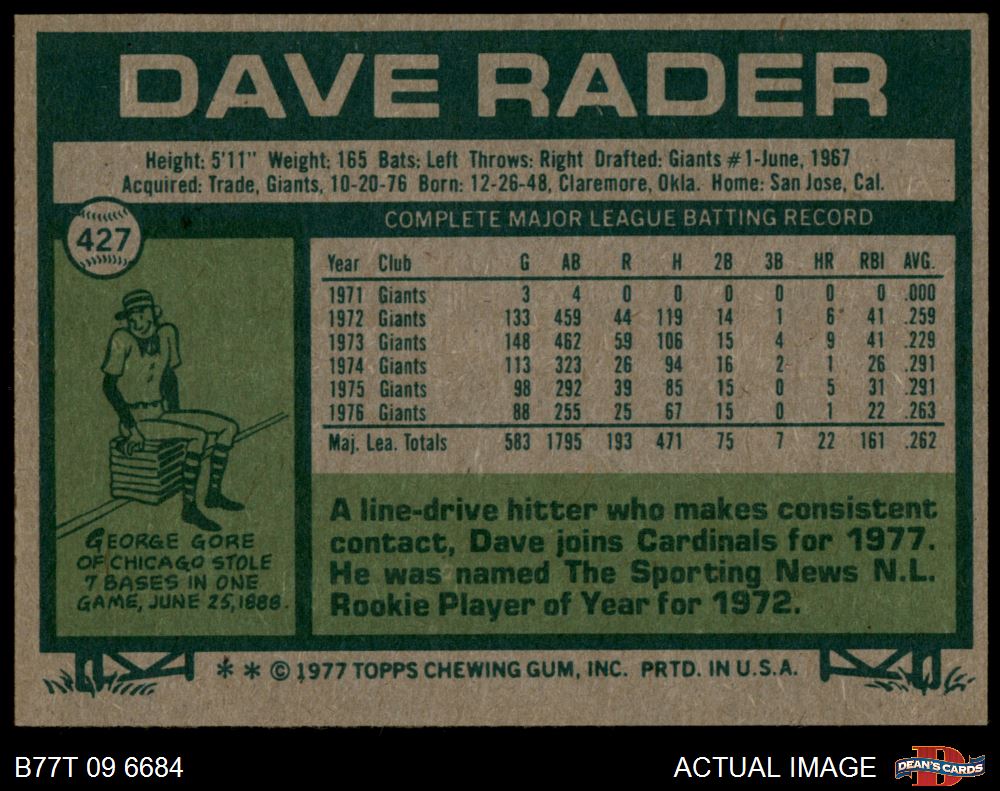 DAVE RADER
Height: 5'11" Weight: 165 Bats: Left Throws: Right Drafted: Giants #1-June, 1967
Acquired: Trade, Giants, 10-20-76 Born: 12-26-48, Claremore, Okla. Home: San Jose, Cal.
427
COMPLETE MAJOR LEAGUE BATTING RECORD
Year Club G AB R H 2B 3B HR RBI AVG.
1971 Giants 3 4 0 0 0 0 0 0 .000
1972 Giants 133 459 44 119 14 1 6 41 .259
1973 Giants 148 462 59 106 15 4 9 41 .229
1974 Giants 113 323 26 94 16 2 1 26 .291
1975 Giants 98 292 39 85 15 0 5 31 .291
1976 Giants 88 255 25 67 15 0 1 22 .263
Maj. Lea. Totals 583 1795 193 471 75 7 22 161 .262
GEORGE GORE
OF CHICAGO STOLE
7 BASES IN ONE
GAME, JUNE 25, 1888.
A line-drive hitter who makes consistent
contact, Dave joins Cardinals for 1977.
He was named The Sporting News N.L.
Rookie Player of Year for 1972.
* * © 1977 TOPPS CHEWING GUM, INC. PRTD. IN U.S.A.
B77T 09 6684
ACTUAL IMAGE
DEAN'S CARDS